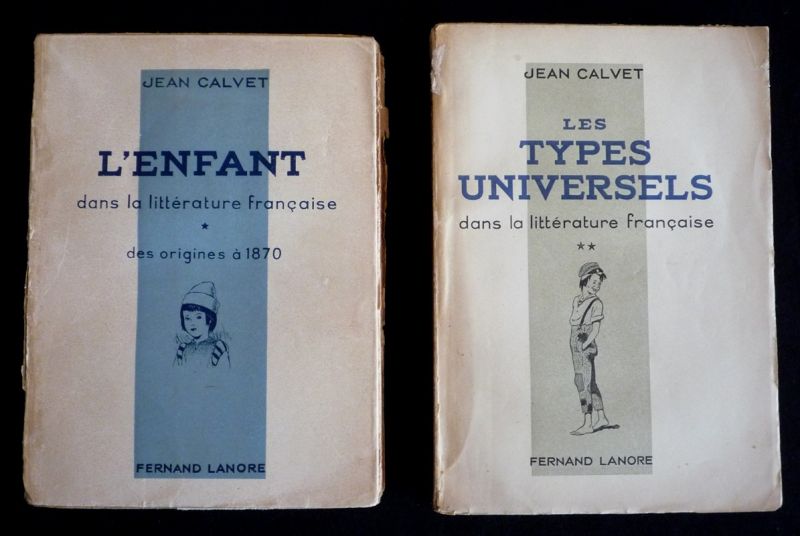 JEAN CALVET
L'ENFANT
dans la littérature française
*
des origines à 1870
FERNAND LANORE
JEAN CALVET
LES
TYPES
UNIVERSELS
dans la littérature française
**
FERNAND LANORE